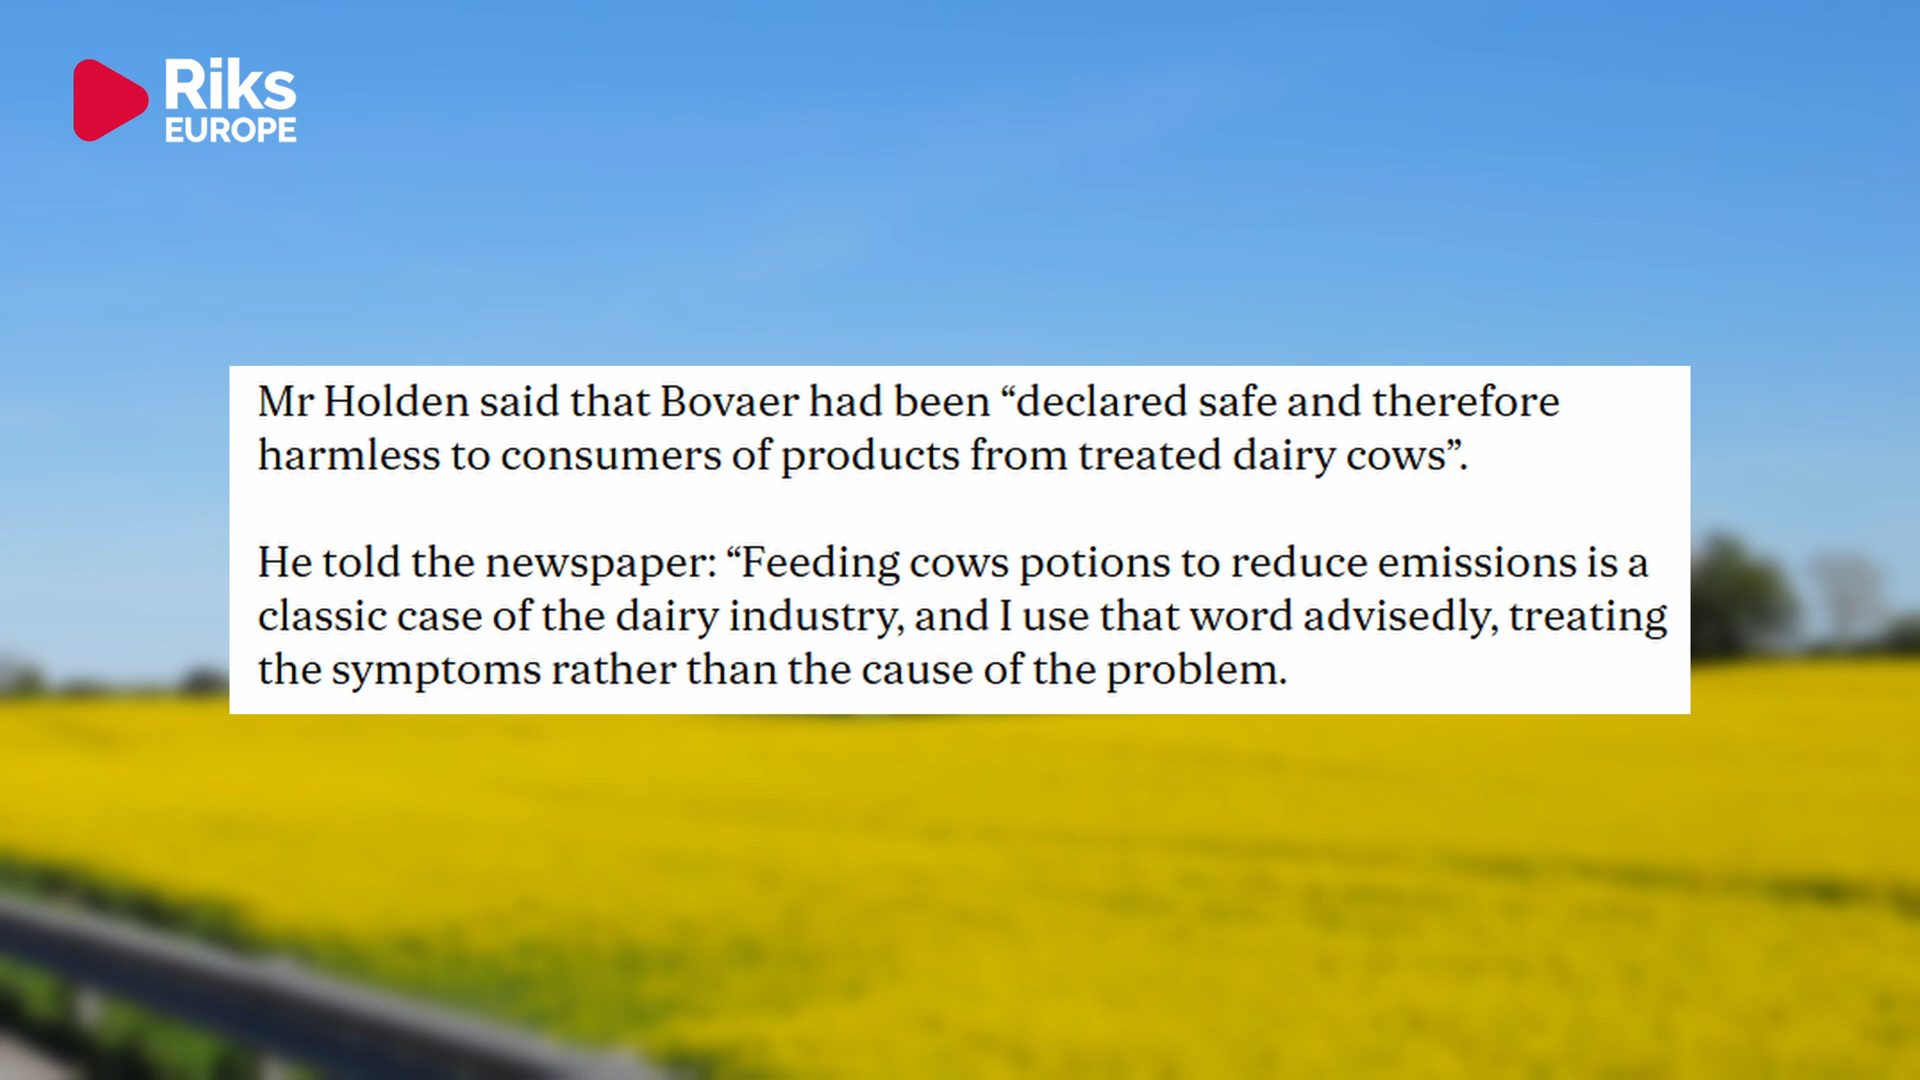 Riks
EUROPE
Mr Holden said that Bovaer had been “declared safe and therefore
harmless to consumers of products from treated dairy cows”.
He told the newspaper: “Feeding cows potions to reduce emissions is a
classic case of the dairy industry, and I use that word advisedly, treating
the symptoms rather than the cause of the problem.